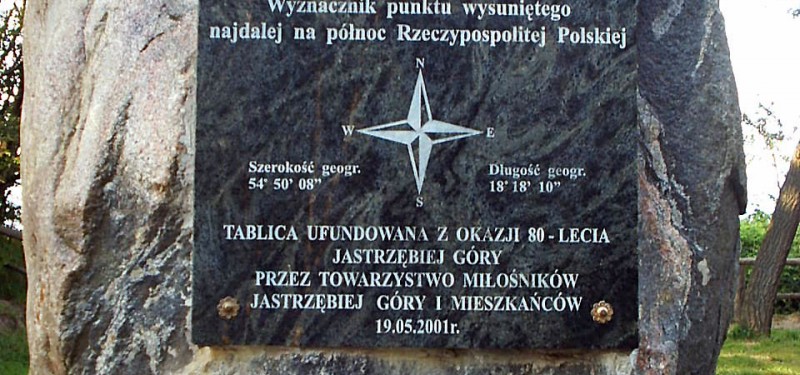 Wyznacznik punktu wysuniętego
najdalej na północ Rzeczypospolitej Polskiej
N
W E
Szerokość geogr. Długość geogr.
54° 50' 08" 18° 18' 10"
S
TABLICA UFUNDOWANA Z OKAZJI 80 - LECIA
JASTRZĘBIEJ GÓRY
PRZEZ TOWARZYSTWO MIŁOŚNIKÓW
JASTRZĘBIEJ GÓRY I MIESZKAŃCÓW
19.05.2001r.